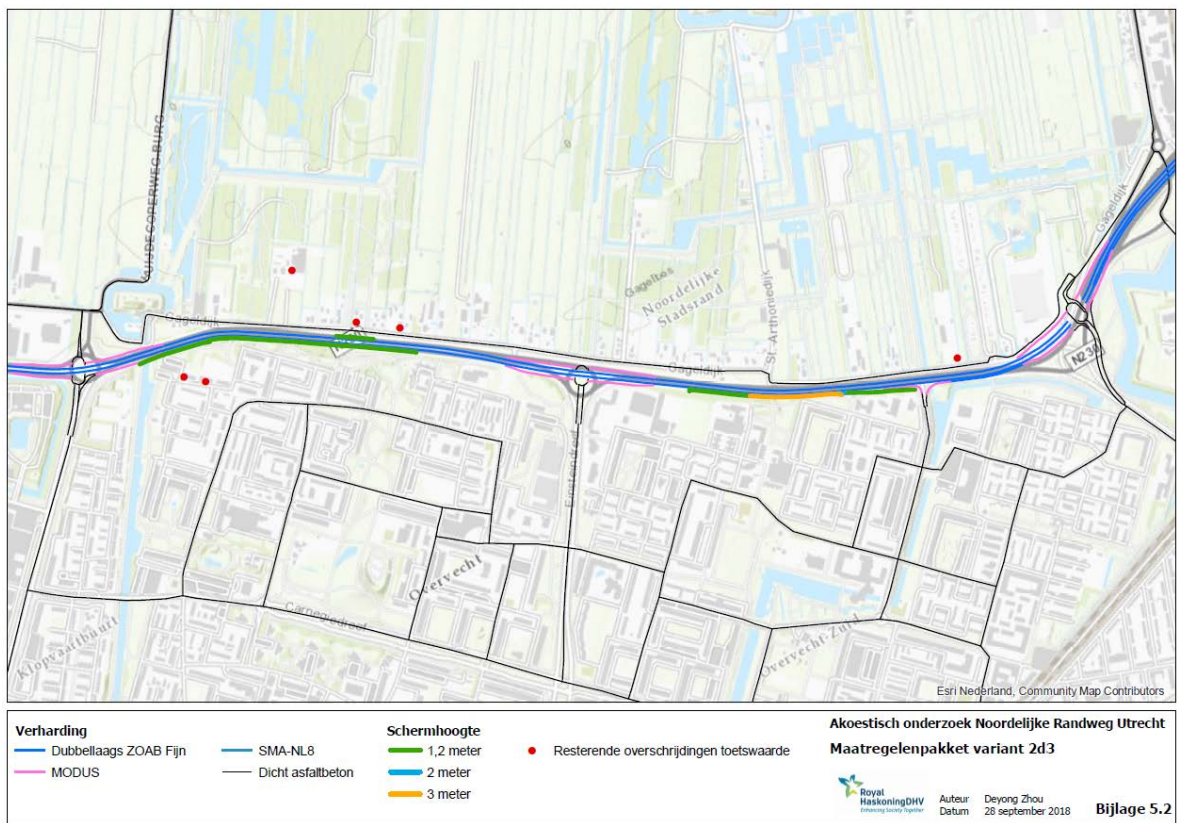 ZUIJDECOPERWEG BURG
Gageldijk
Gageldijk
Gageldijk
Gagelbos
Noordelijke
Stadsrand
St. Anthoniedijk
N230
Einsteindreef
Overvecht
Carnegiedreef
Klopvaartbuurt
Overvecht-Zuid
Esri Nederland, Community Map Contributors
Verharding
Dubbellaags ZOAB Fijn
MODUS
SMA-NL8
Dicht asfaltbeton
Schermhoogte
1,2 meter
2 meter
3 meter
Resterende overschrijdingen toetswaarde
Akoestisch onderzoek Noordelijke Randweg Utrecht
Maatregelenpakket variant 2d3
Royal
HaskoningDHV
Enhancing Society Together
Auteur Deyong Zhou
Datum 28 september 2018
Bijlage 5.2